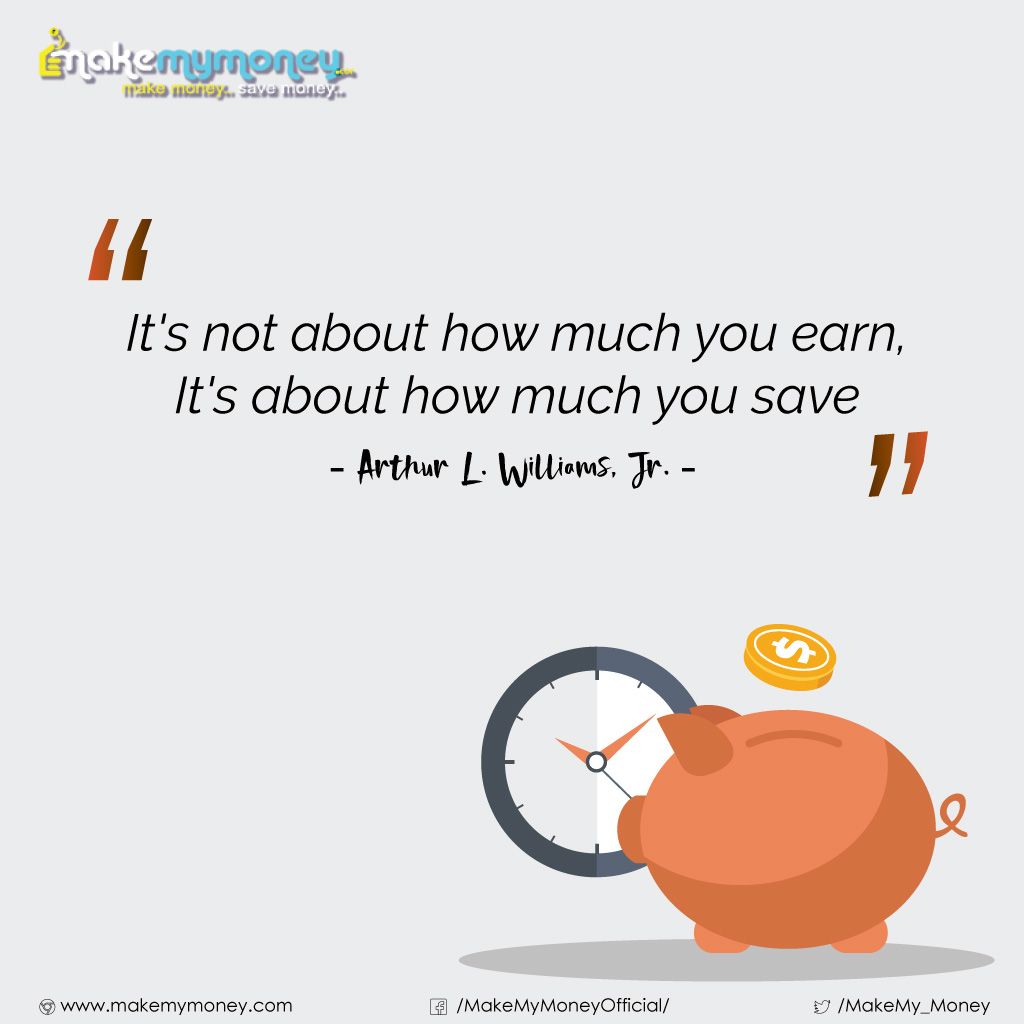 makemymoney.com
make money.. save money..
“
It's not about how much you earn,
It's about how much you save
”
- Arthur L. Williams, Jr. -
$
www.makemymoney.com
/MakeMyMoneyOfficial/
/MakeMy_Money